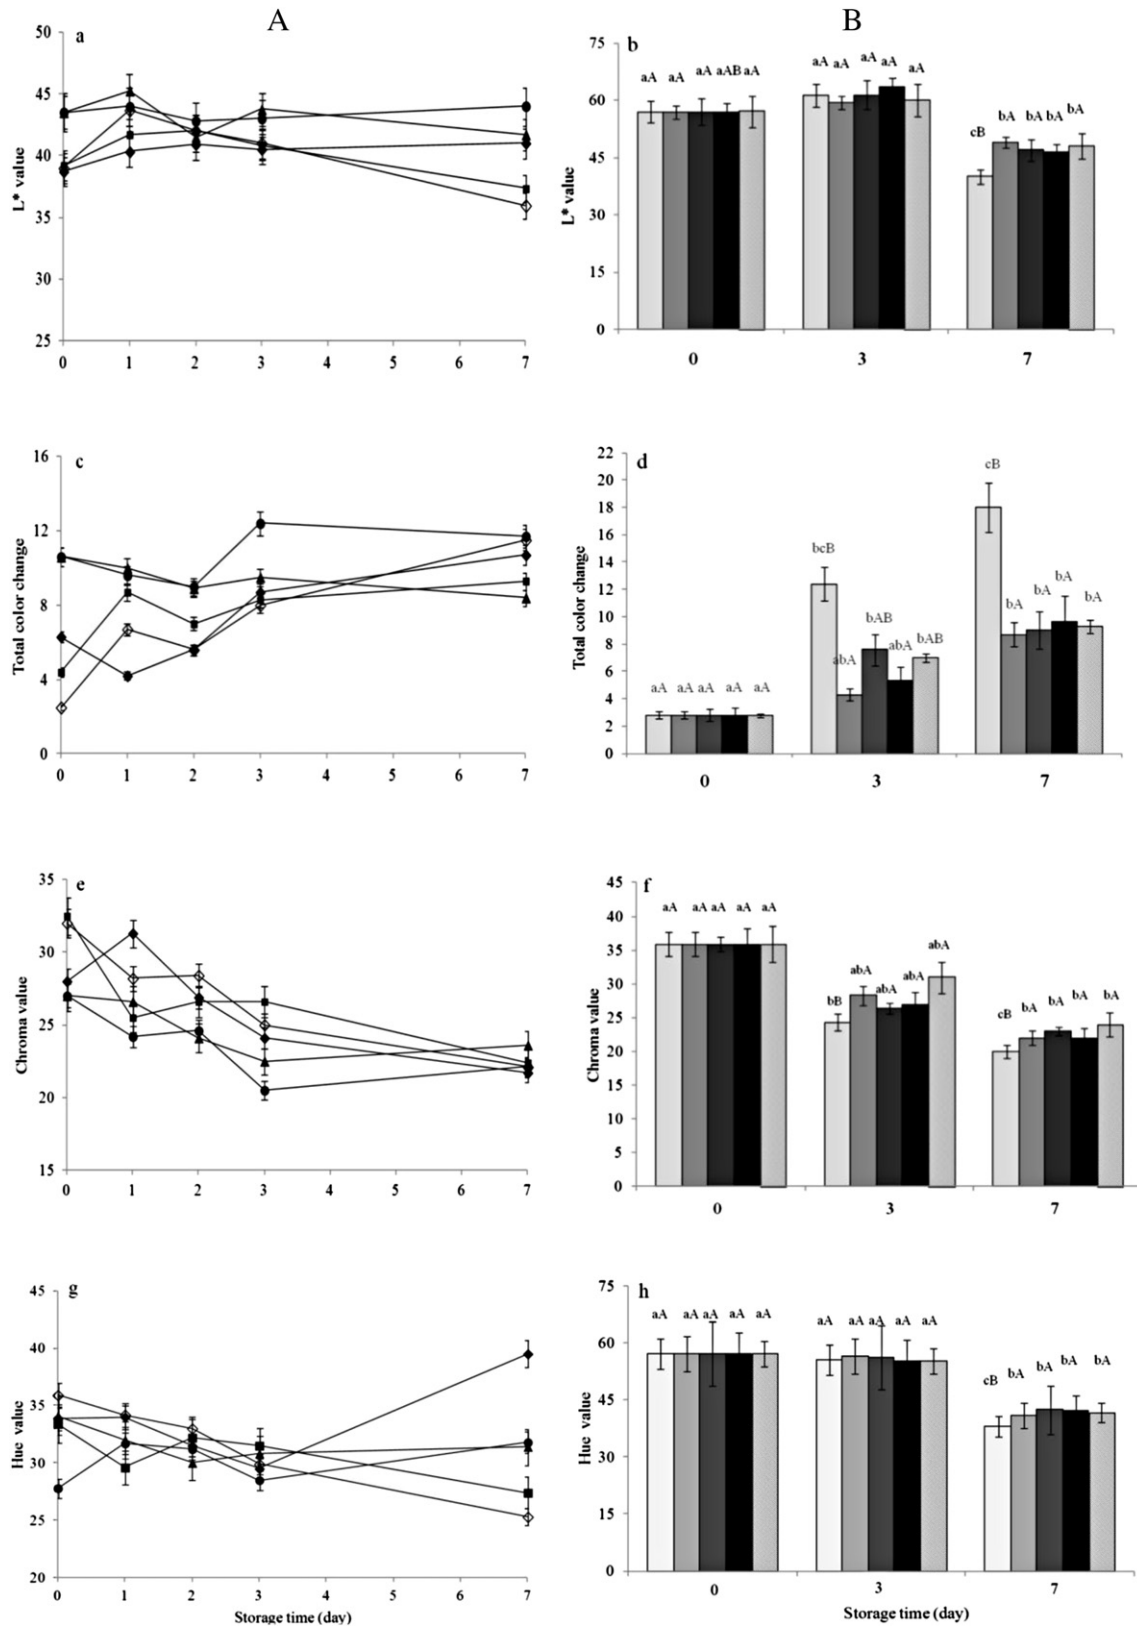 A
B
a
50
45
40
35
30
25
L* value
0 1 2 3 4 5 6 7
b
75
60
45
30
15
0
L* value
aA aA aA aAB aA
aA aA aA aA aA
cB bA bA bA bA
0 3 7
c
16
12
8
4
0
Total color change
0 1 2 3 4 5 6 7
d
22
20
18
16
14
12
10
8
6
4
2
0
Total color change
aA aA aA aA aA
bcB abA bAB abA bAB
cB bA bA bA bA
0 3 7
e
35
30
25
20
15
Chroma value
0 1 2 3 4 5 6 7
f
45
40
35
30
25
20
15
10
5
0
Chroma value
aA aA aA aA aA
bB abA abA abA abA
cB bA bA bA bA
0 3 7
g
45
40
35
30
25
20
Hue value
0 1 2 3 4 5 6 7
Storage time (day)
h
75
60
45
30
15
0
Hue value
aA aA aA aA aA
aA aA aA aA aA
cB bA bA bA bA
0 3 7
Storage time (day)